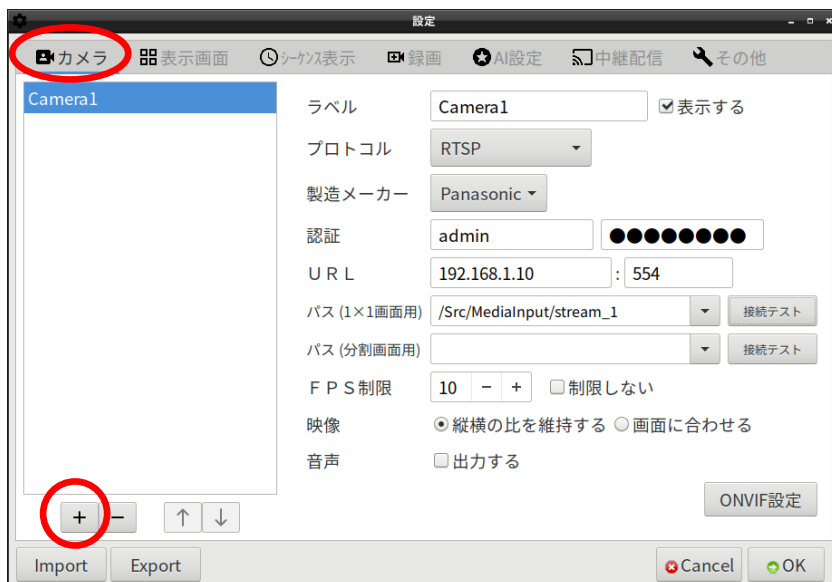 設定
カメラ 表示画面 シーケンス表示 録画 AI設定 中継配信 その他
Camera1
ラベル Camera1 表示する
プロトコル RTSP
製造メーカー Panasonic
認証 admin ●●●●●●●●
ＵＲＬ 192.168.1.10 : 554
パス (1×1画面用) /Src/MediaInput/stream_1 接続テスト
パス (分割画面用) 接続テスト
ＦＰＳ制限 10 − + 制限しない
映像 縦横の比を維持する 画面に合わせる
音声 出力する
ONVIF設定
+ − ↑ ↓
Import Export Cancel OK